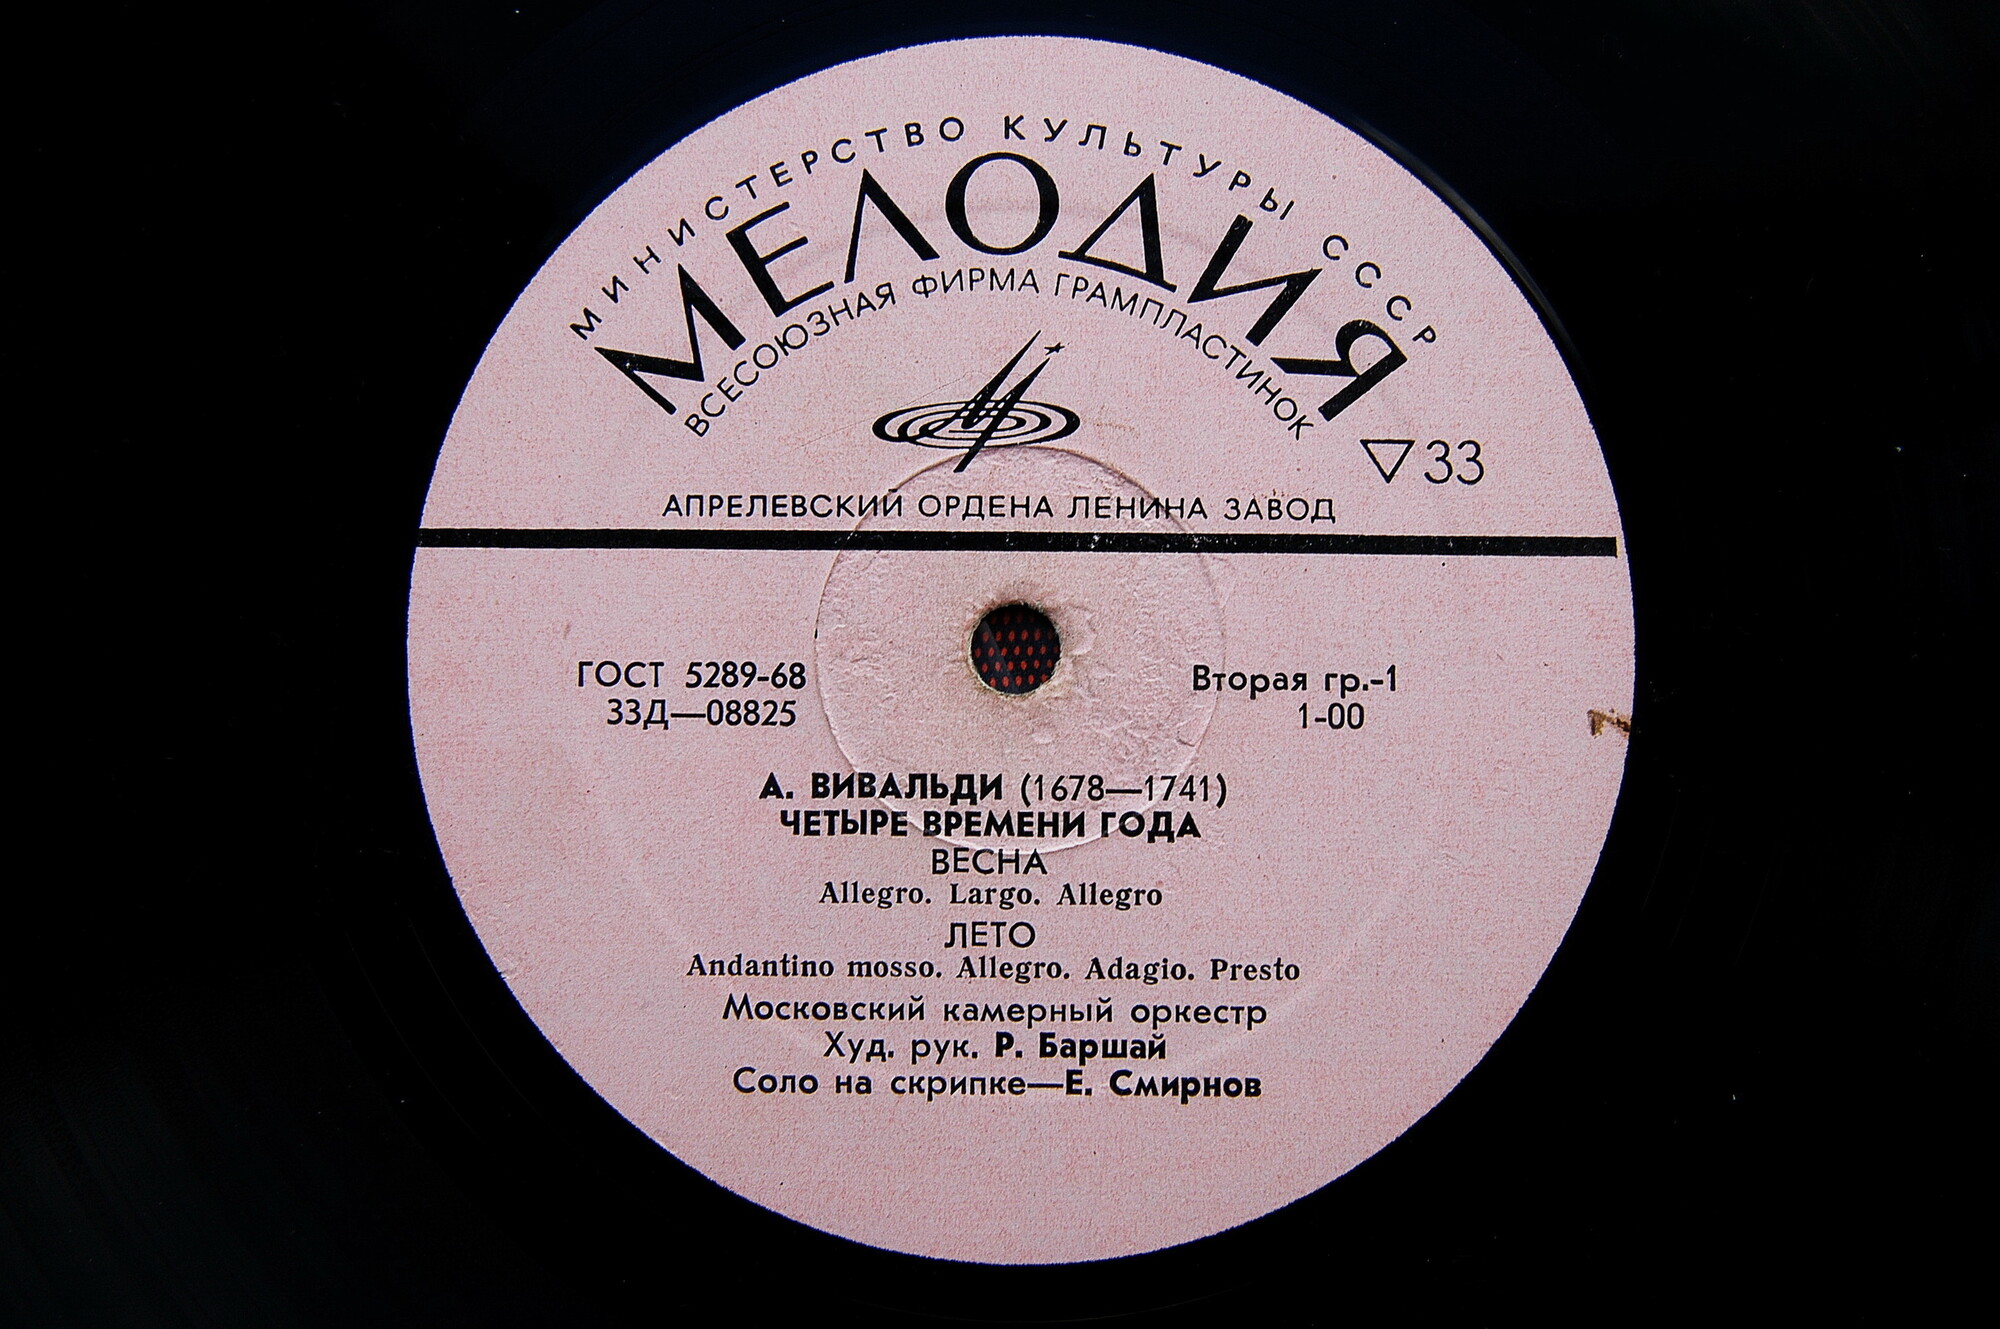 МИНИСТЕРСТВО КУЛЬТУРЫ СССР
МЕЛОДИЯ
ВСЕСОЮЗНАЯ ФИРМА ГРАМПЛАСТИНОК
33
АПРЕЛЕВСКИЙ ОРДЕНА ЛЕНИНА ЗАВОД
ГОСТ 5289-68
33Д—08825
Вторая гр.-1
1-00
А. ВИВАЛЬДИ (1678—1741)
ЧЕТЫРЕ ВРЕМЕНИ ГОДА
ВЕСНА
Allegro. Largo. Allegro
ЛЕТО
Andantino mosso. Allegro. Adagio. Presto
Московский камерный оркестр
Худ. рук. Р. Баршай
Соло на скрипке—Е. Смирнов